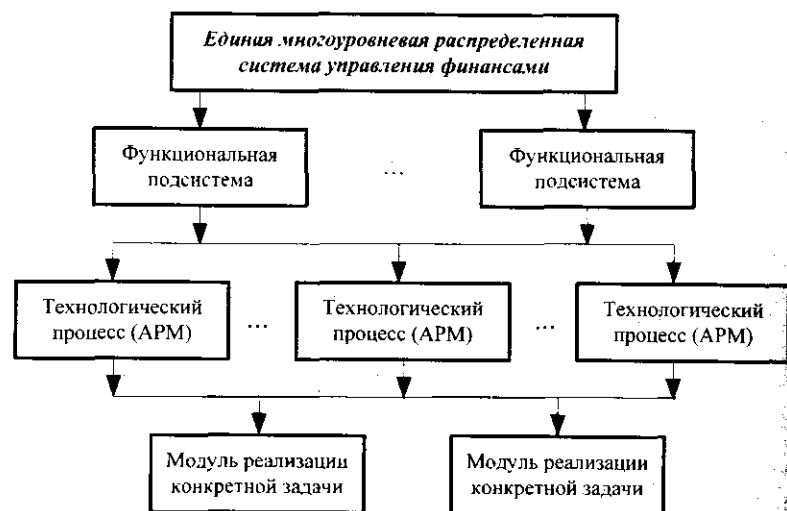 Единая многоуровневая распределенная
система управления финансами
Функциональная
подсистема
...
Функциональная
подсистема
Технологический
процесс (АРМ)
...
Технологический
процесс (АРМ)
...
Технологический
процесс (АРМ)
Модуль реализации
конкретной задачи
Модуль реализации
конкретной задачи